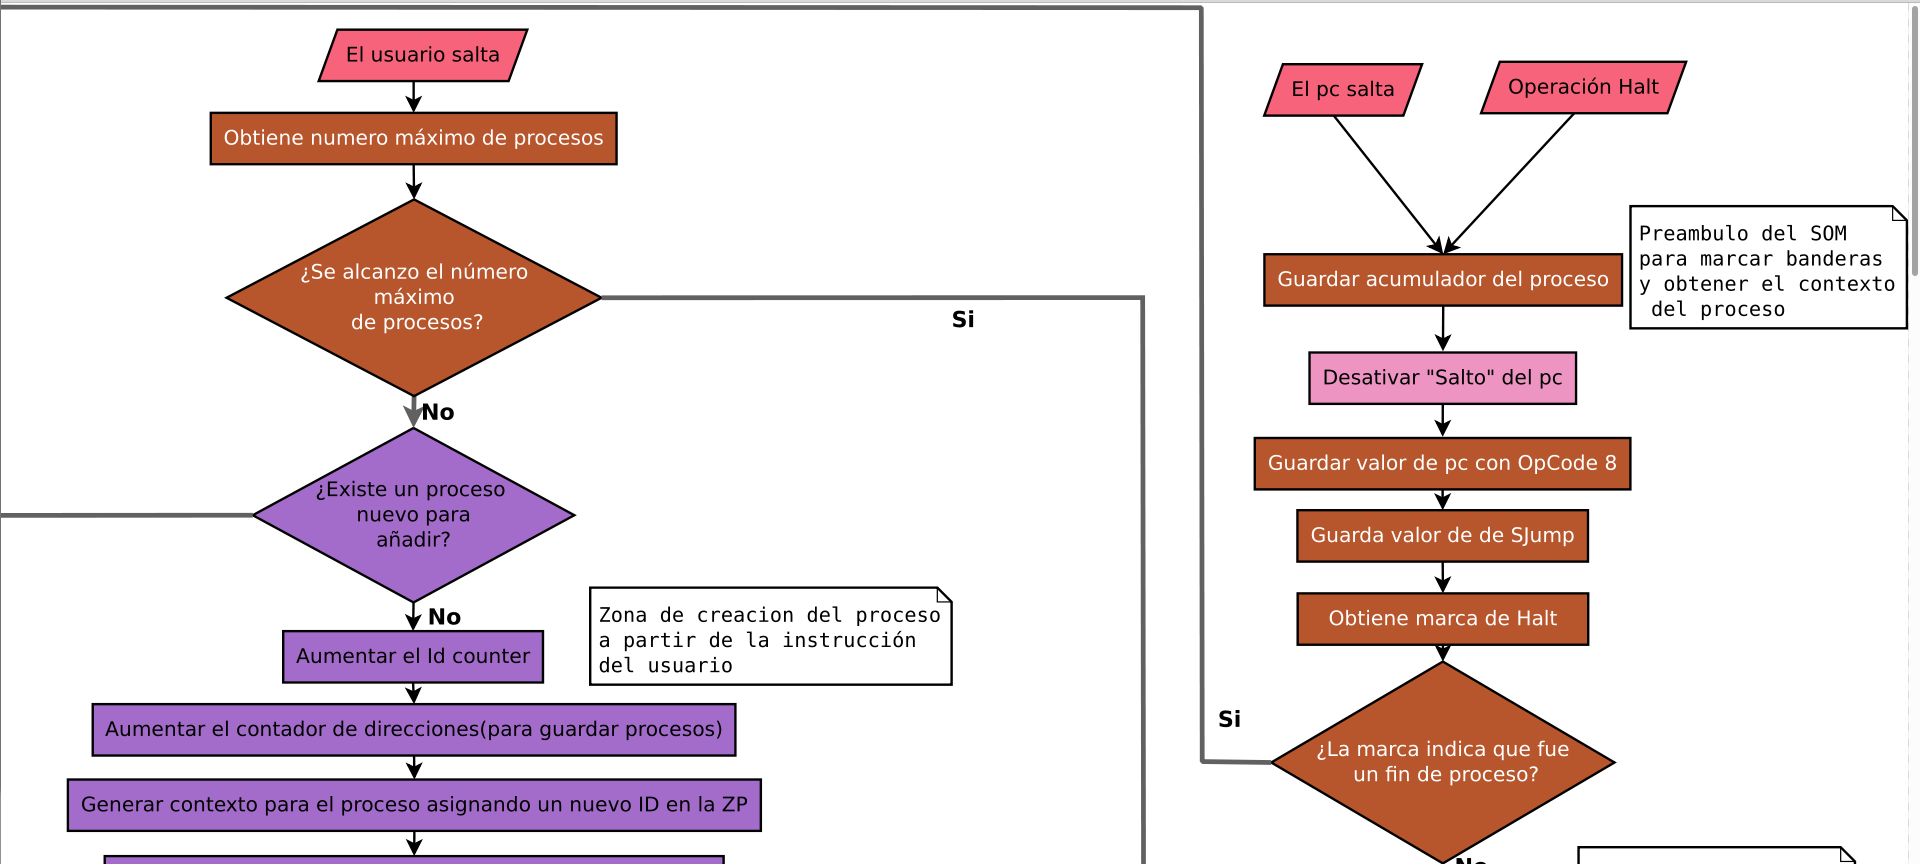 El usuario salta
Obtiene numero máximo de procesos
¿Se alcanzo el número
máximo
de procesos?
Si
No
¿Existe un proceso
nuevo para
añadir?
No
Aumentar el Id counter
Zona de creacion del proceso
a partir de la instrucción
del usuario
Aumentar el contador de direcciones(para guardar procesos)
Generar contexto para el proceso asignando un nuevo ID en la ZP
El pc salta
Operación Halt
Guardar acumulador del proceso
Preambulo del SOM
para marcar banderas
y obtener el contexto
del proceso
Desativar "Salto" del pc
Guardar valor de pc con OpCode 8
Guarda valor de de SJump
Obtiene marca de Halt
Si
¿La marca indica que fue
un fin de proceso?
No